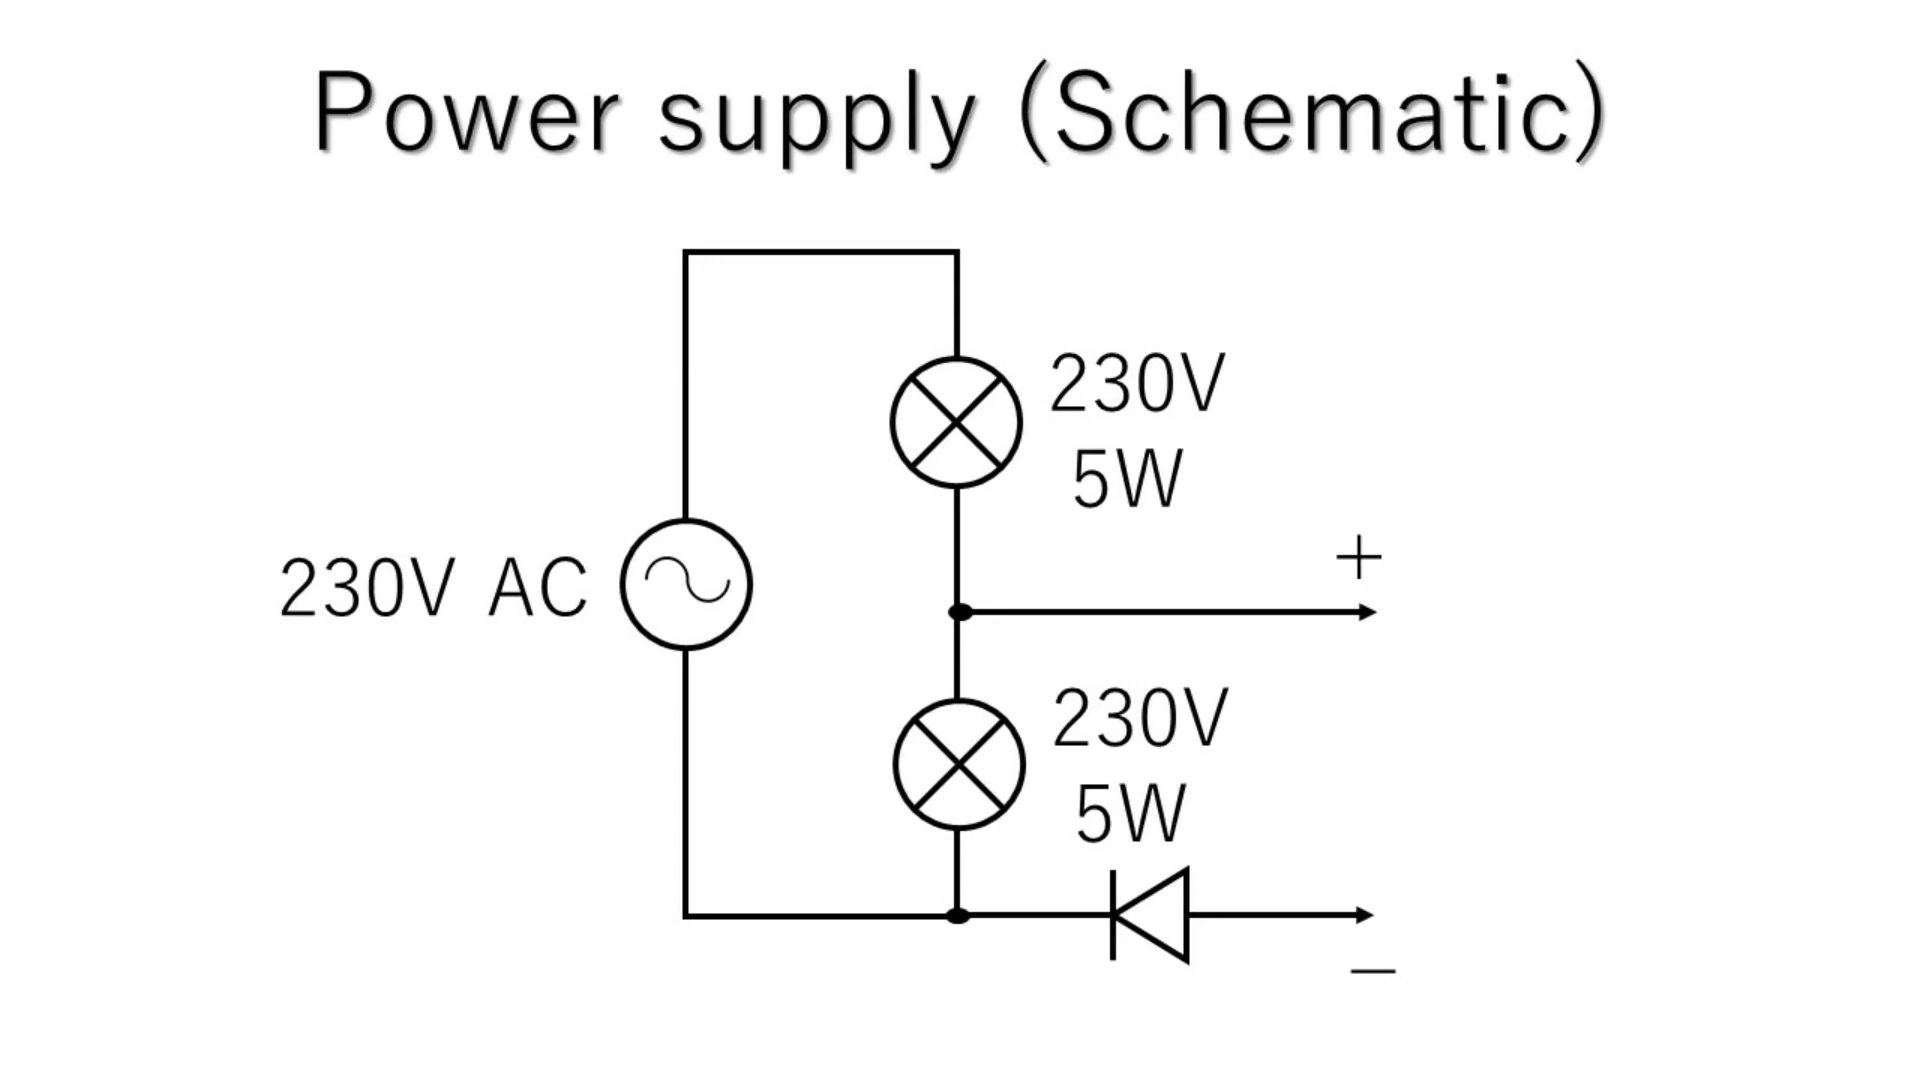 Power supply (Schematic)
230V
5W
+
230V AC
230V
5W
−